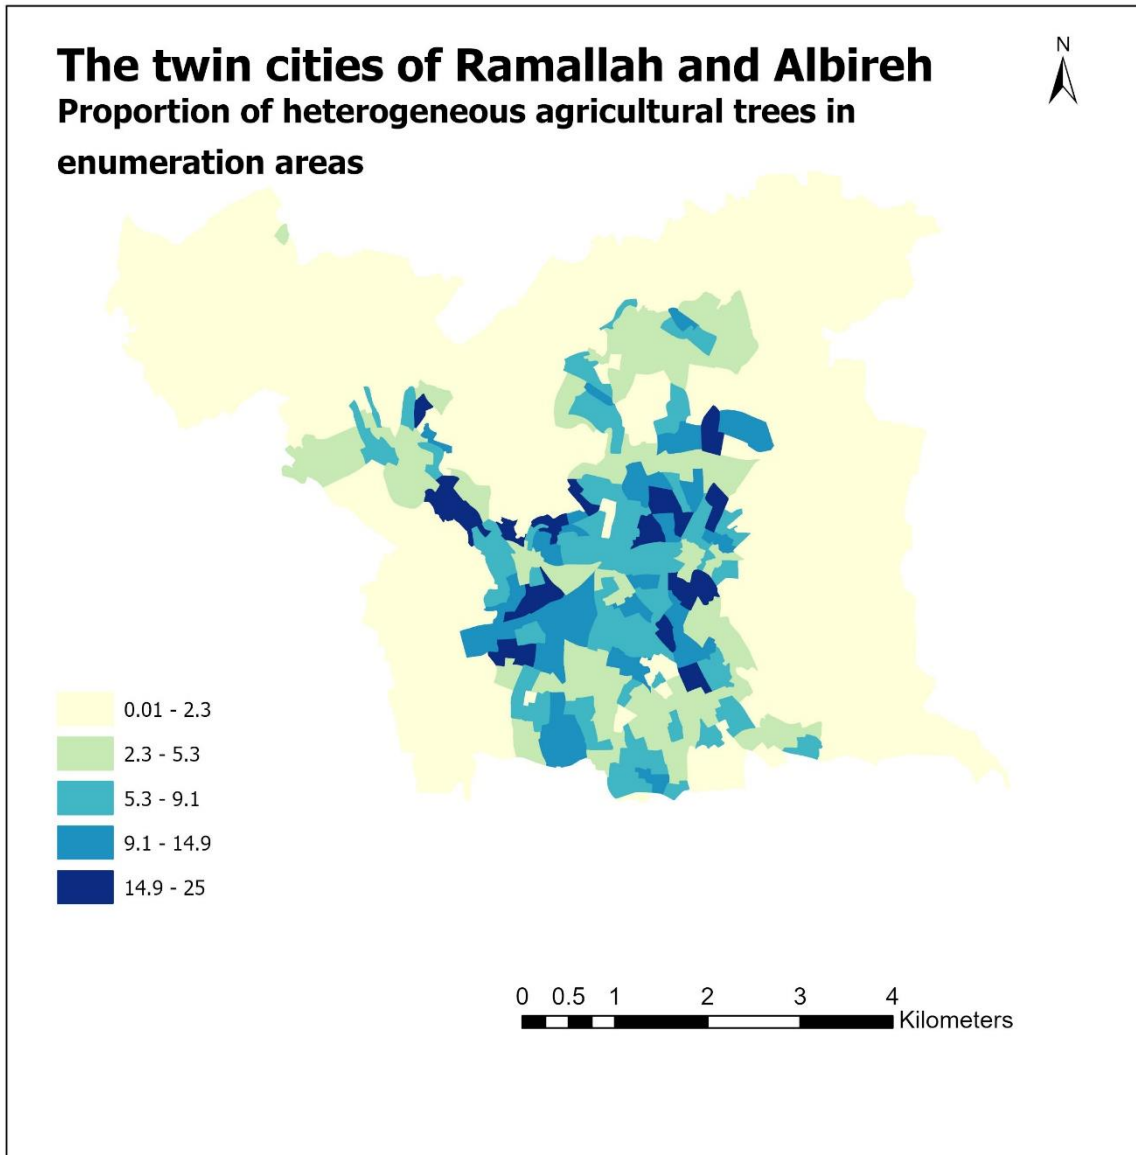 The twin cities of Ramallah and Albireh
Proportion of heterogeneous agricultural trees in
enumeration areas
N
0.01 - 2.3
2.3 - 5.3
5.3 - 9.1
9.1 - 14.9
14.9 - 25
0 0.5 1 2 3 4
Kilometers